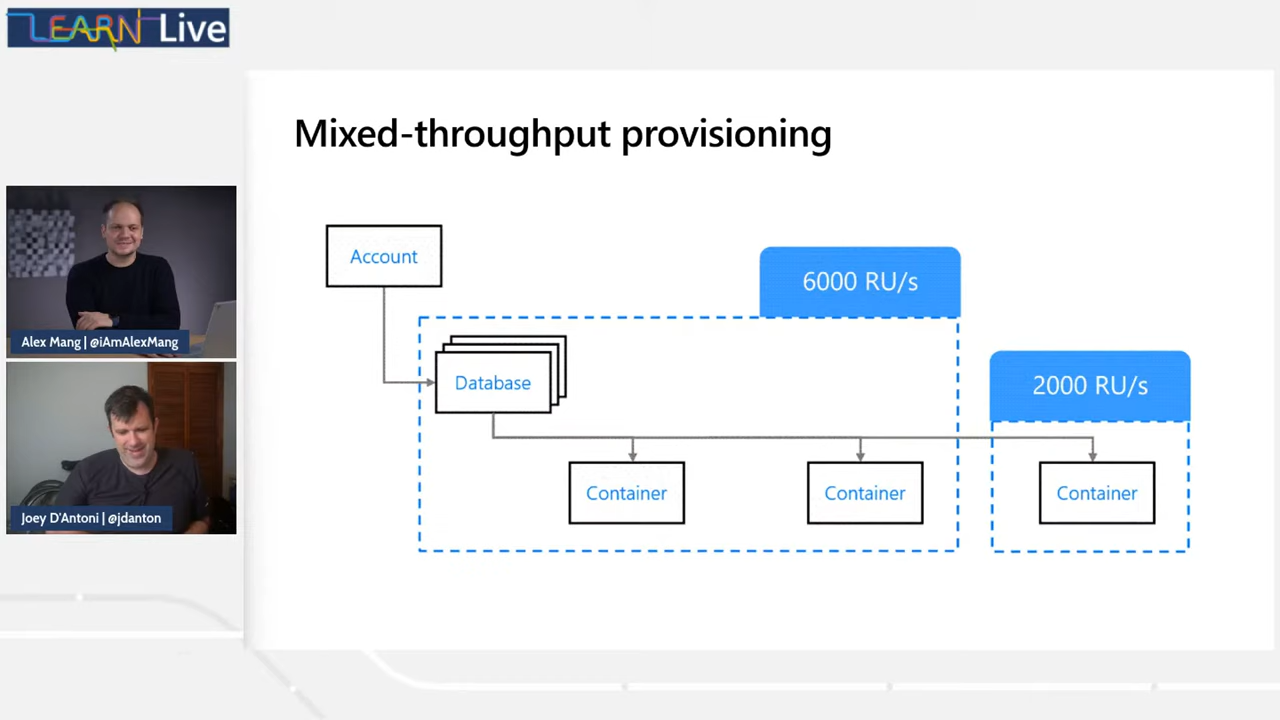 LEARN Live
Mixed-throughput provisioning
Account
6000 RU/s
Database
2000 RU/s
Container
Container
Container
Alex Mang | @iAmAlexMang
Joey D'Antoni | @jdanton